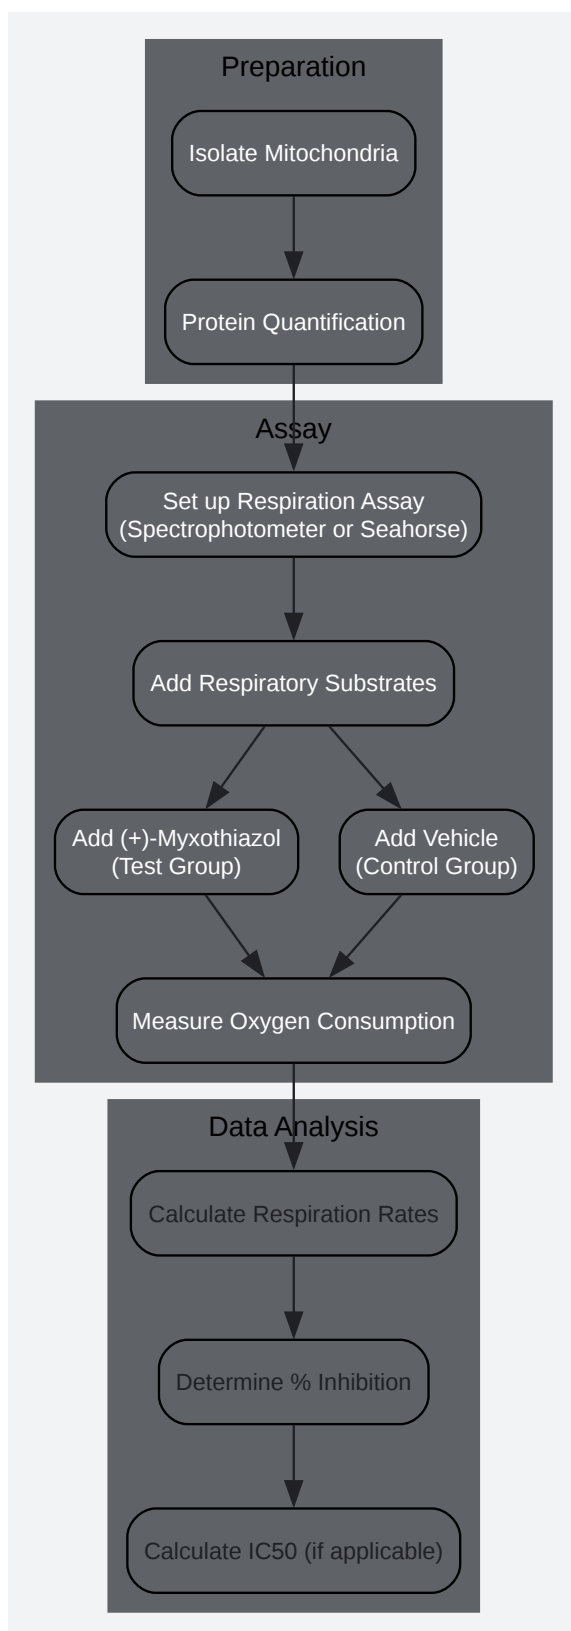 Preparation
Isolate Mitochondria
Protein Quantification
Assay
Set up Respiration Assay
(Spectrophotometer or Seahorse)
Add Respiratory Substrates
Add (+)-Myxothiazol
(Test Group)
Add Vehicle
(Control Group)
Measure Oxygen Consumption
Data Analysis
Calculate Respiration Rates
Determine % Inhibition
Calculate IC50 (if applicable)